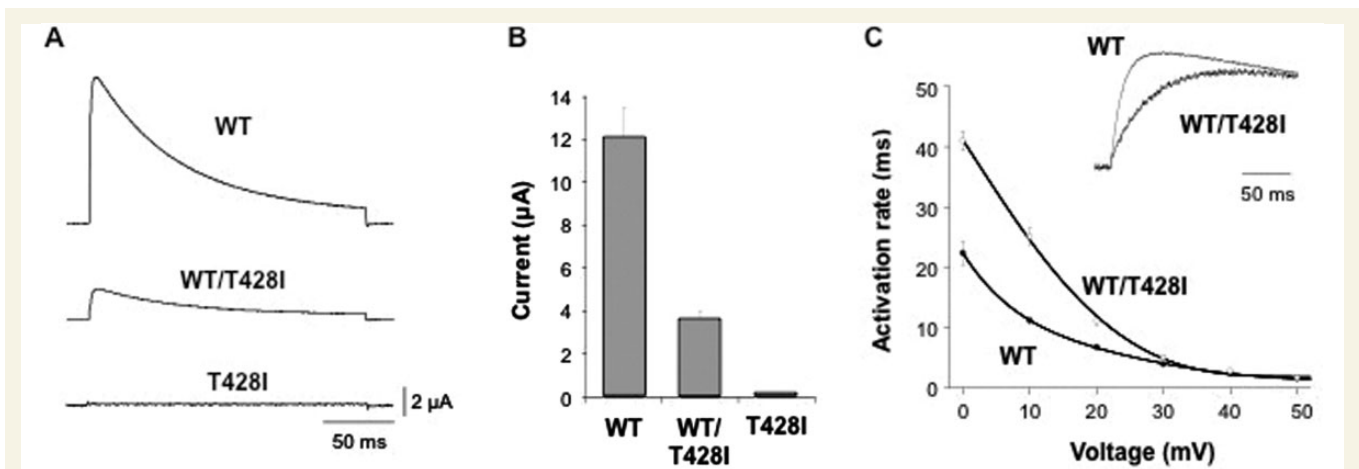 A
WT
WT/T428I
T428I
2 µA
50 ms
B
Current (µA)
14
12
10
8
6
4
2
0
WT
WT/
T428I
T428I
C
WT
WT/T428I
50 ms
Activation rate (ms)
50
40
30
20
10
0
WT/T428I
WT
0 10 20 30 40 50
Voltage (mV)